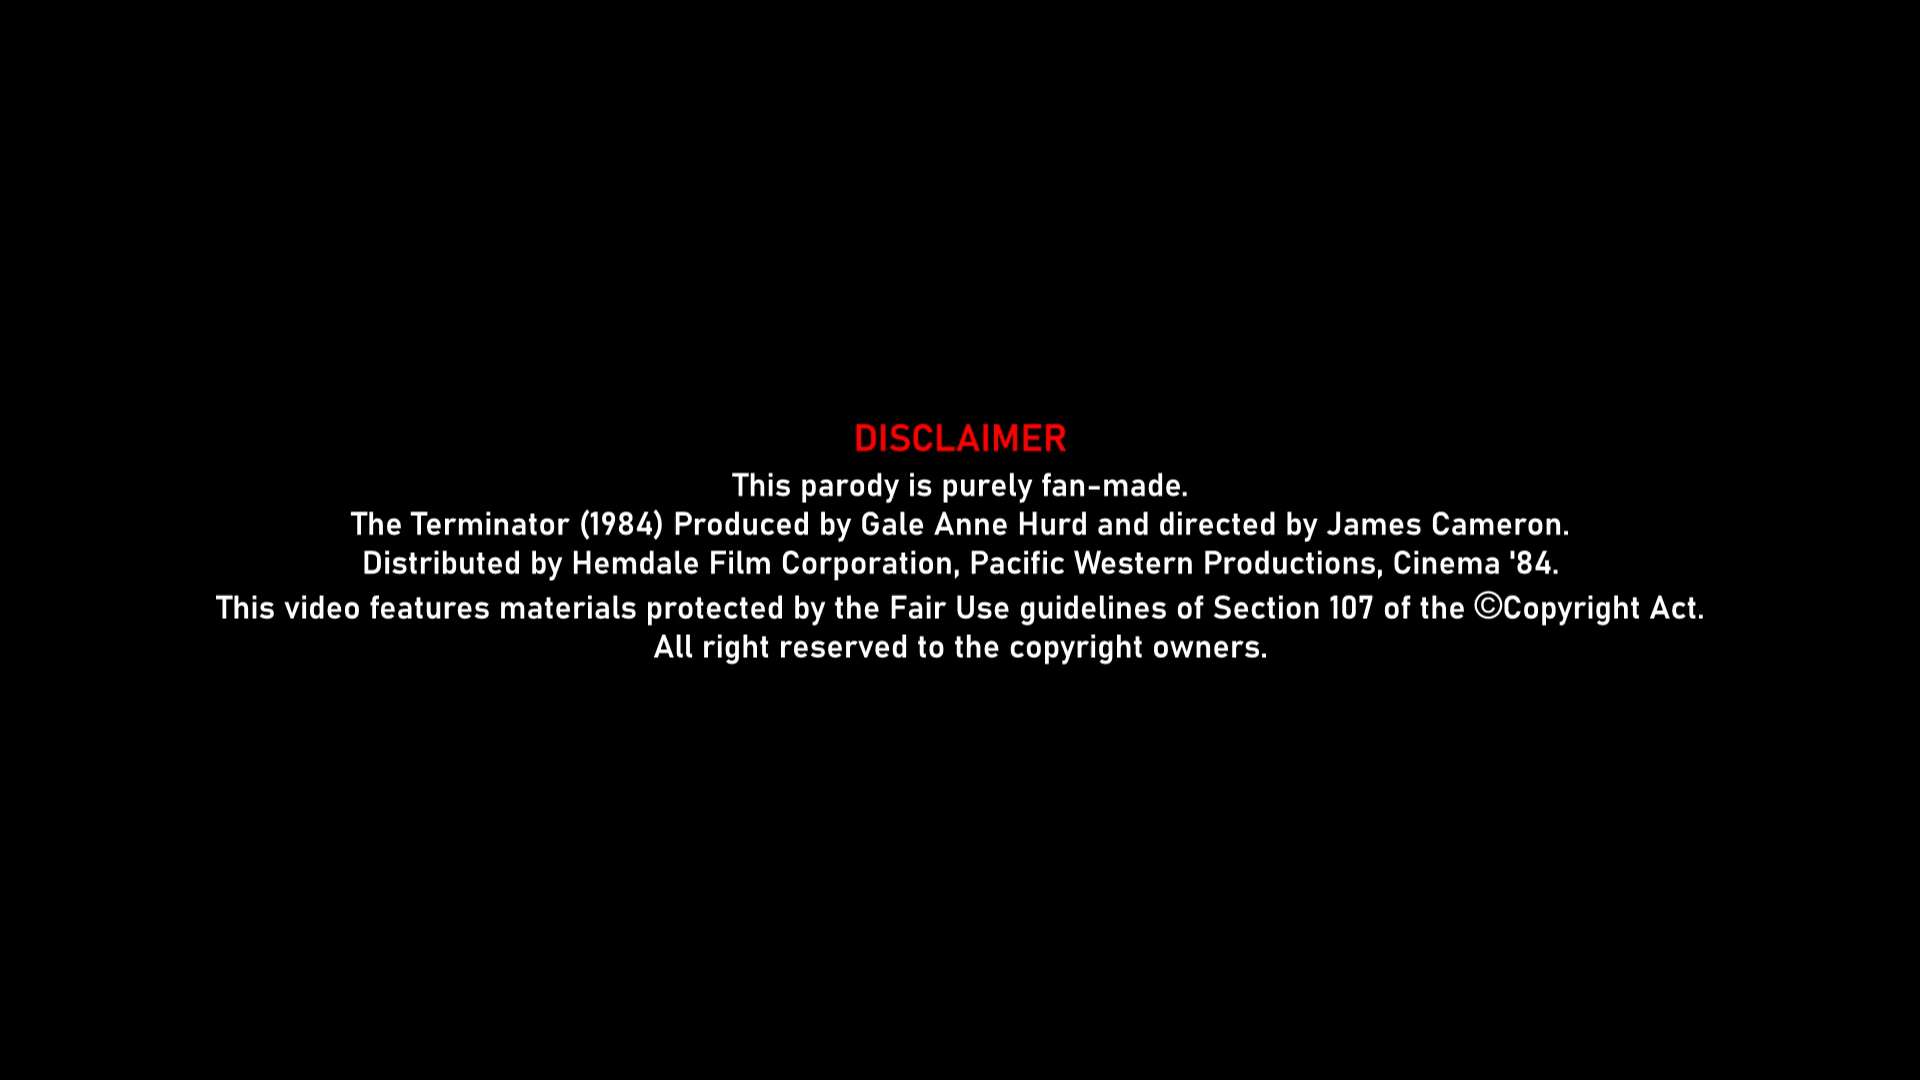 DISCLAIMER
This parody is purely fan-made.
The Terminator (1984) Produced by Gale Anne Hurd and directed by James Cameron.
Distributed by Hemdale Film Corporation, Pacific Western Productions, Cinema '84.
This video features materials protected by the Fair Use guidelines of Section 107 of the ©Copyright Act.
All right reserved to the copyright owners.